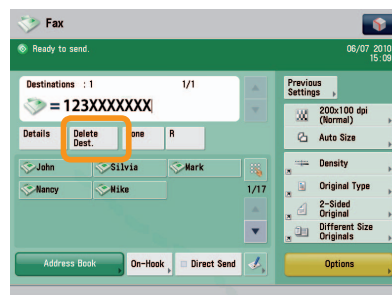 Fax
Ready to send.
06/07 2010
15:09
Destinations : 1
1/1
= 123XXXXXXX
Previous
Settings
Details
Delete
Dest.
one
R
200x100 dpi
(Normal)
Auto Size
John
Silvia
Mark
Density
Nancy
Mike
1/17
Original Type
2-Sided
Original
Different Size
Originals
Address Book
On-Hook
Direct Send
Options